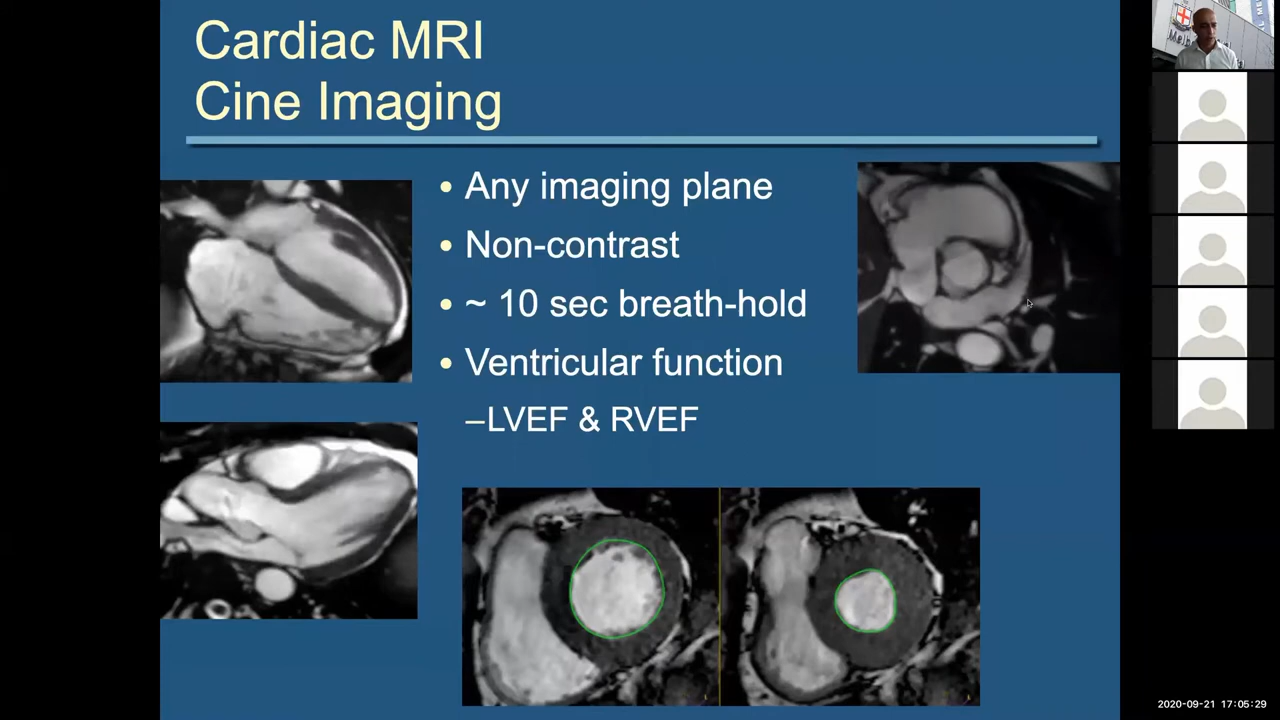 Cardiac MRI
Cine Imaging
• Any imaging plane
• Non-contrast
• ~ 10 sec breath-hold
• Ventricular function
–LVEF & RVEF
2020-09-21 17:05:29